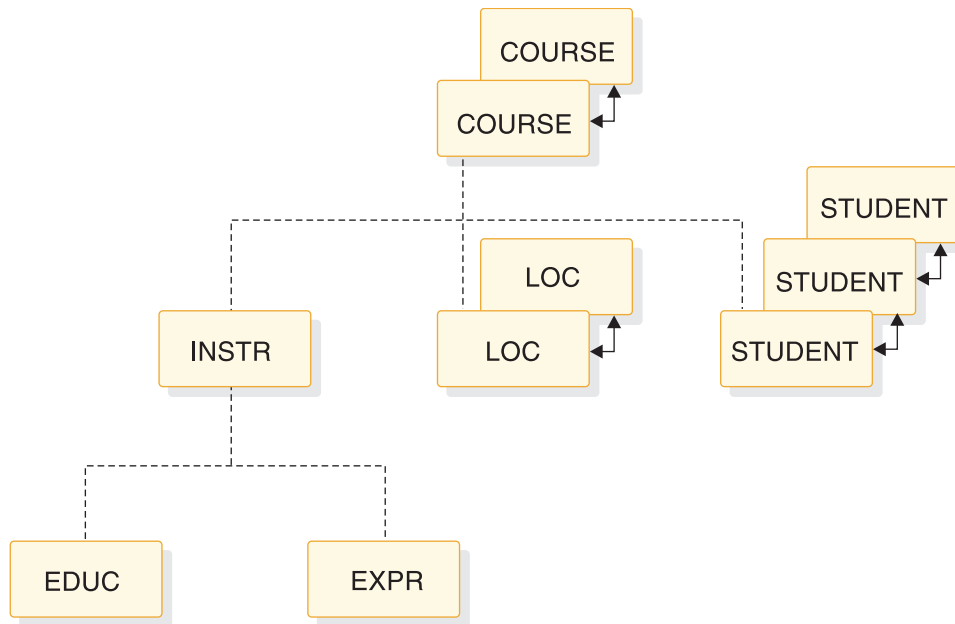 COURSE
COURSE
STUDENT
STUDENT
LOC
INSTR
LOC
STUDENT
EDUC
EXPR